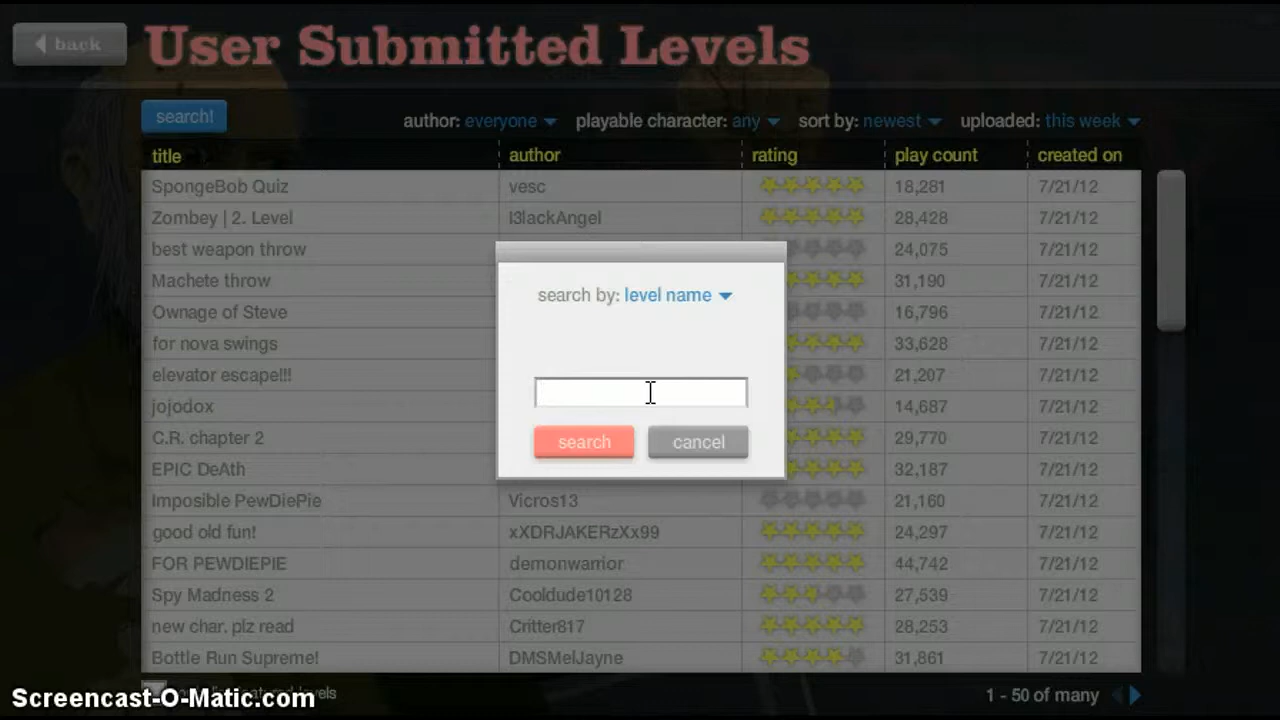 back
User Submitted Levels
search!
author: everyone playable character: any sort by: newest uploaded: this week
title author rating play count created on
SpongeBob Quiz vesc 18,281 7/21/12
Zombey | 2. Level l3lackAngel 28,428 7/21/12
best weapon throw 24,075 7/21/12
Machete throw 31,190 7/21/12
Ownage of Steve 16,796 7/21/12
for nova swings 33,628 7/21/12
elevator escape!!! 21,207 7/21/12
jojodox 14,687 7/21/12
C.R. chapter 2 29,770 7/21/12
EPIC DeAth 32,187 7/21/12
Imposible PewDiePie Vicros13 21,160 7/21/12
good old fun! xXDRJAKERzXx99 24,297 7/21/12
FOR PEWDIEPIE demonwarrior 44,742 7/21/12
Spy Madness 2 Cooldude10128 27,539 7/21/12
new char. plz read Critter817 28,253 7/21/12
Bottle Run Supreme! DMSMelJayne 31,861 7/21/12
search by: level name
search cancel
levels
1 - 50 of many
Screencast-O-Matic.com